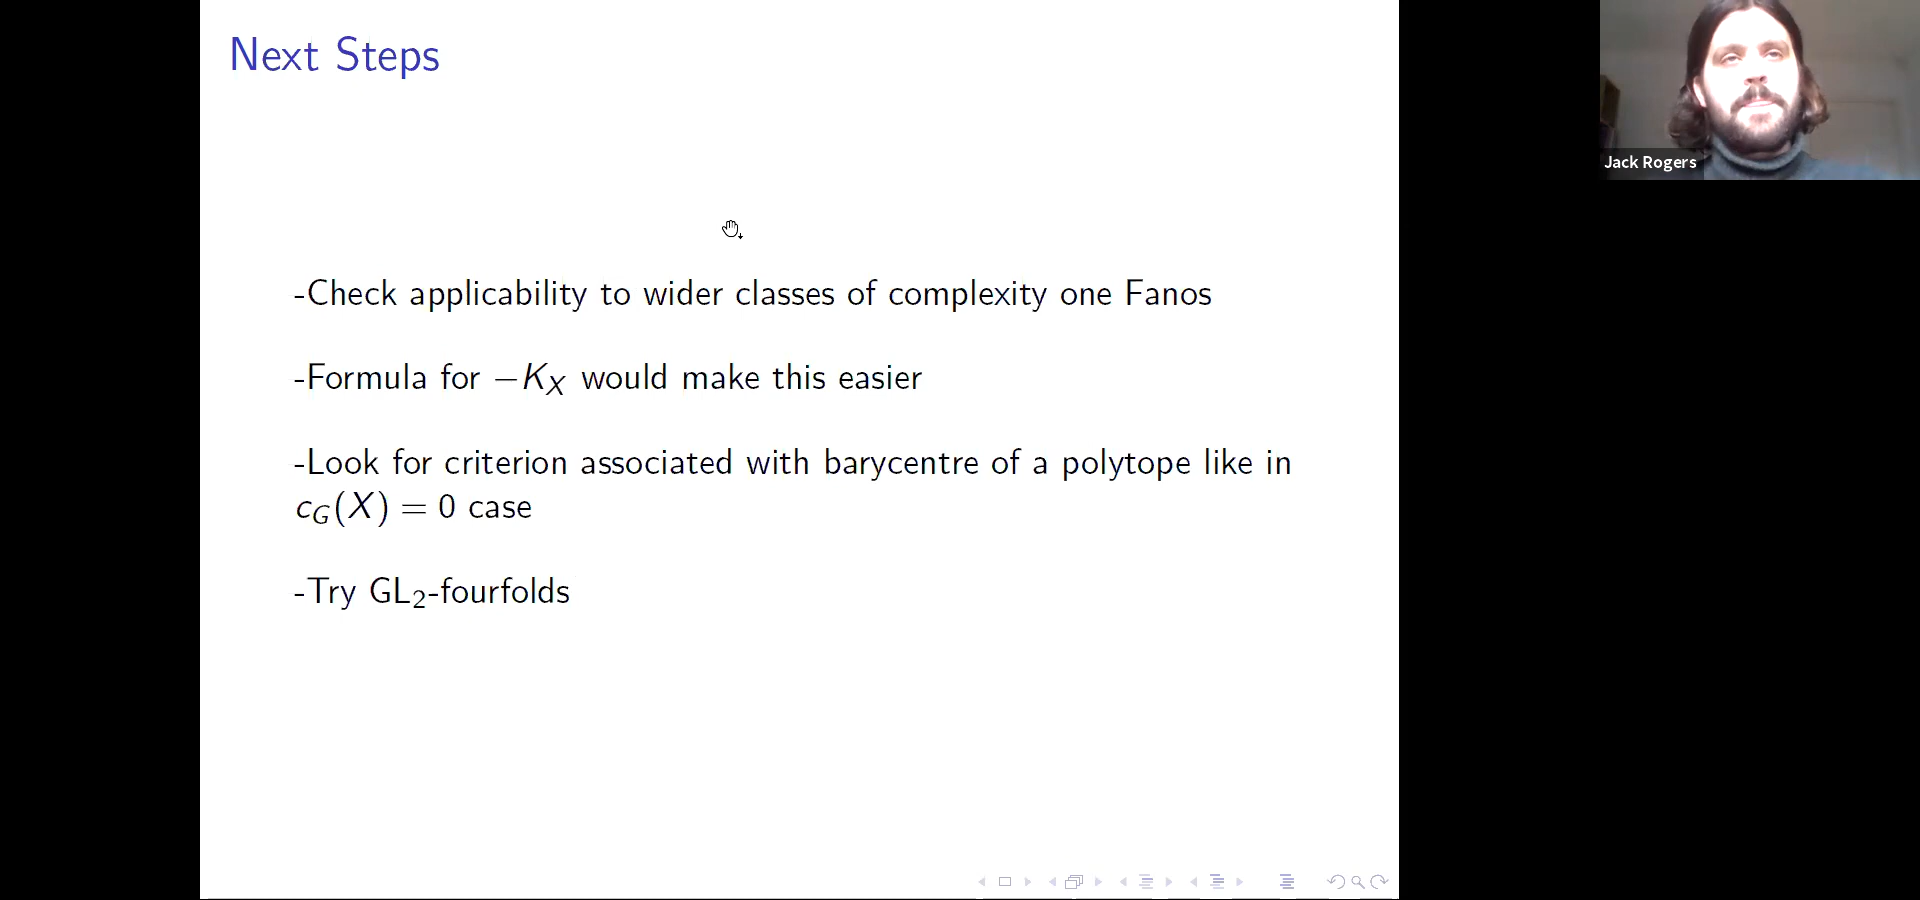 Next Steps
-Check applicability to wider classes of complexity one Fanos
-Formula for −K_X would make this easier
-Look for criterion associated with barycentre of a polytope like in
c_G(X) = 0 case
-Try GL₂-fourfolds
Jack Rogers